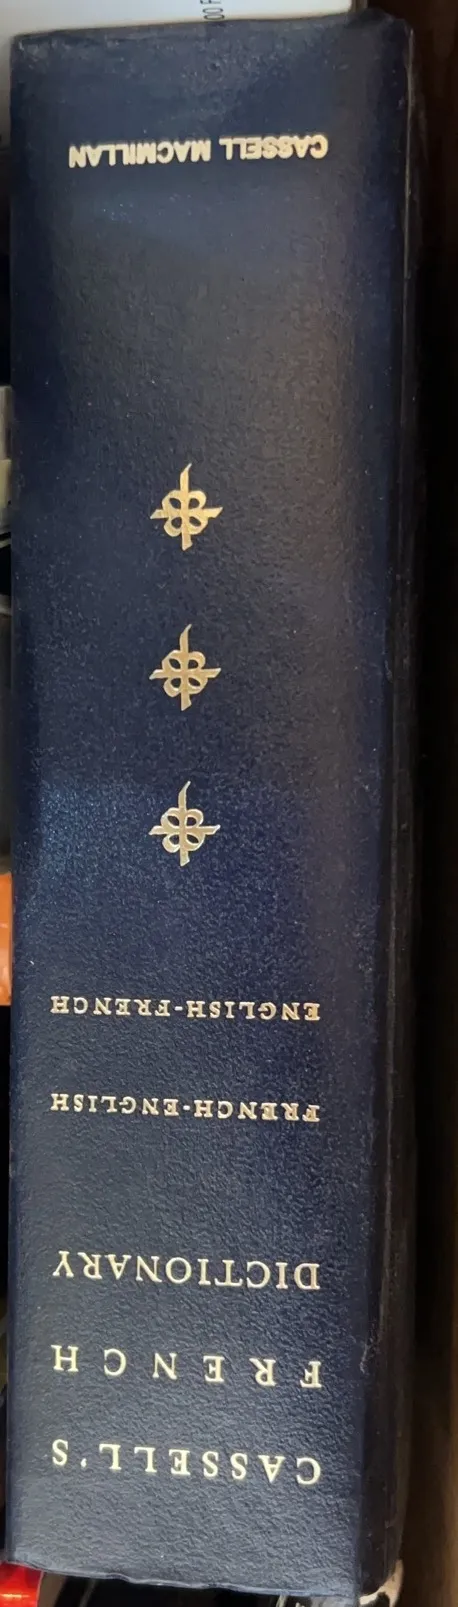 CASSELL'S
FRENCH
DICTIONARY
FRENCH-ENGLISH
ENGLISH-FRENCH
CASSELL MACMILLAN